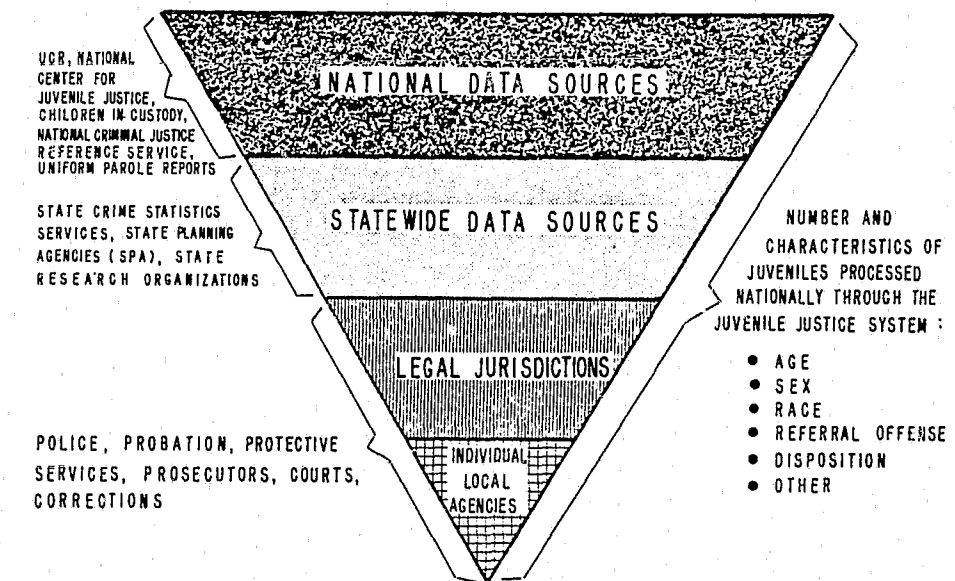 UCR, NATIONAL
CENTER FOR
JUVENILE JUSTICE,
CHILDREN IN CUSTODY,
NATIONAL CRIMINAL JUSTICE
REFERENCE SERVICE,
UNIFORM PAROLE REPORTS
STATE CRIME STATISTICS
SERVICES, STATE PLANNING
AGENCIES (SPA), STATE
RESEARCH ORGANIZATIONS
POLICE, PROBATION, PROTECTIVE
SERVICES, PROSECUTORS, COURTS,
CORRECTIONS
NATIONAL DATA SOURCES
STATEWIDE DATA SOURCES
LEGAL JURISDICTIONS
INDIVIDUAL
LOCAL
AGENCIES
NUMBER AND
CHARACTERISTICS OF
JUVENILES PROCESSED
NATIONALLY THROUGH THE
JUVENILE JUSTICE SYSTEM :
● AGE
● SEX
● RACE
● REFERRAL OFFENSE
● DISPOSITION
● OTHER